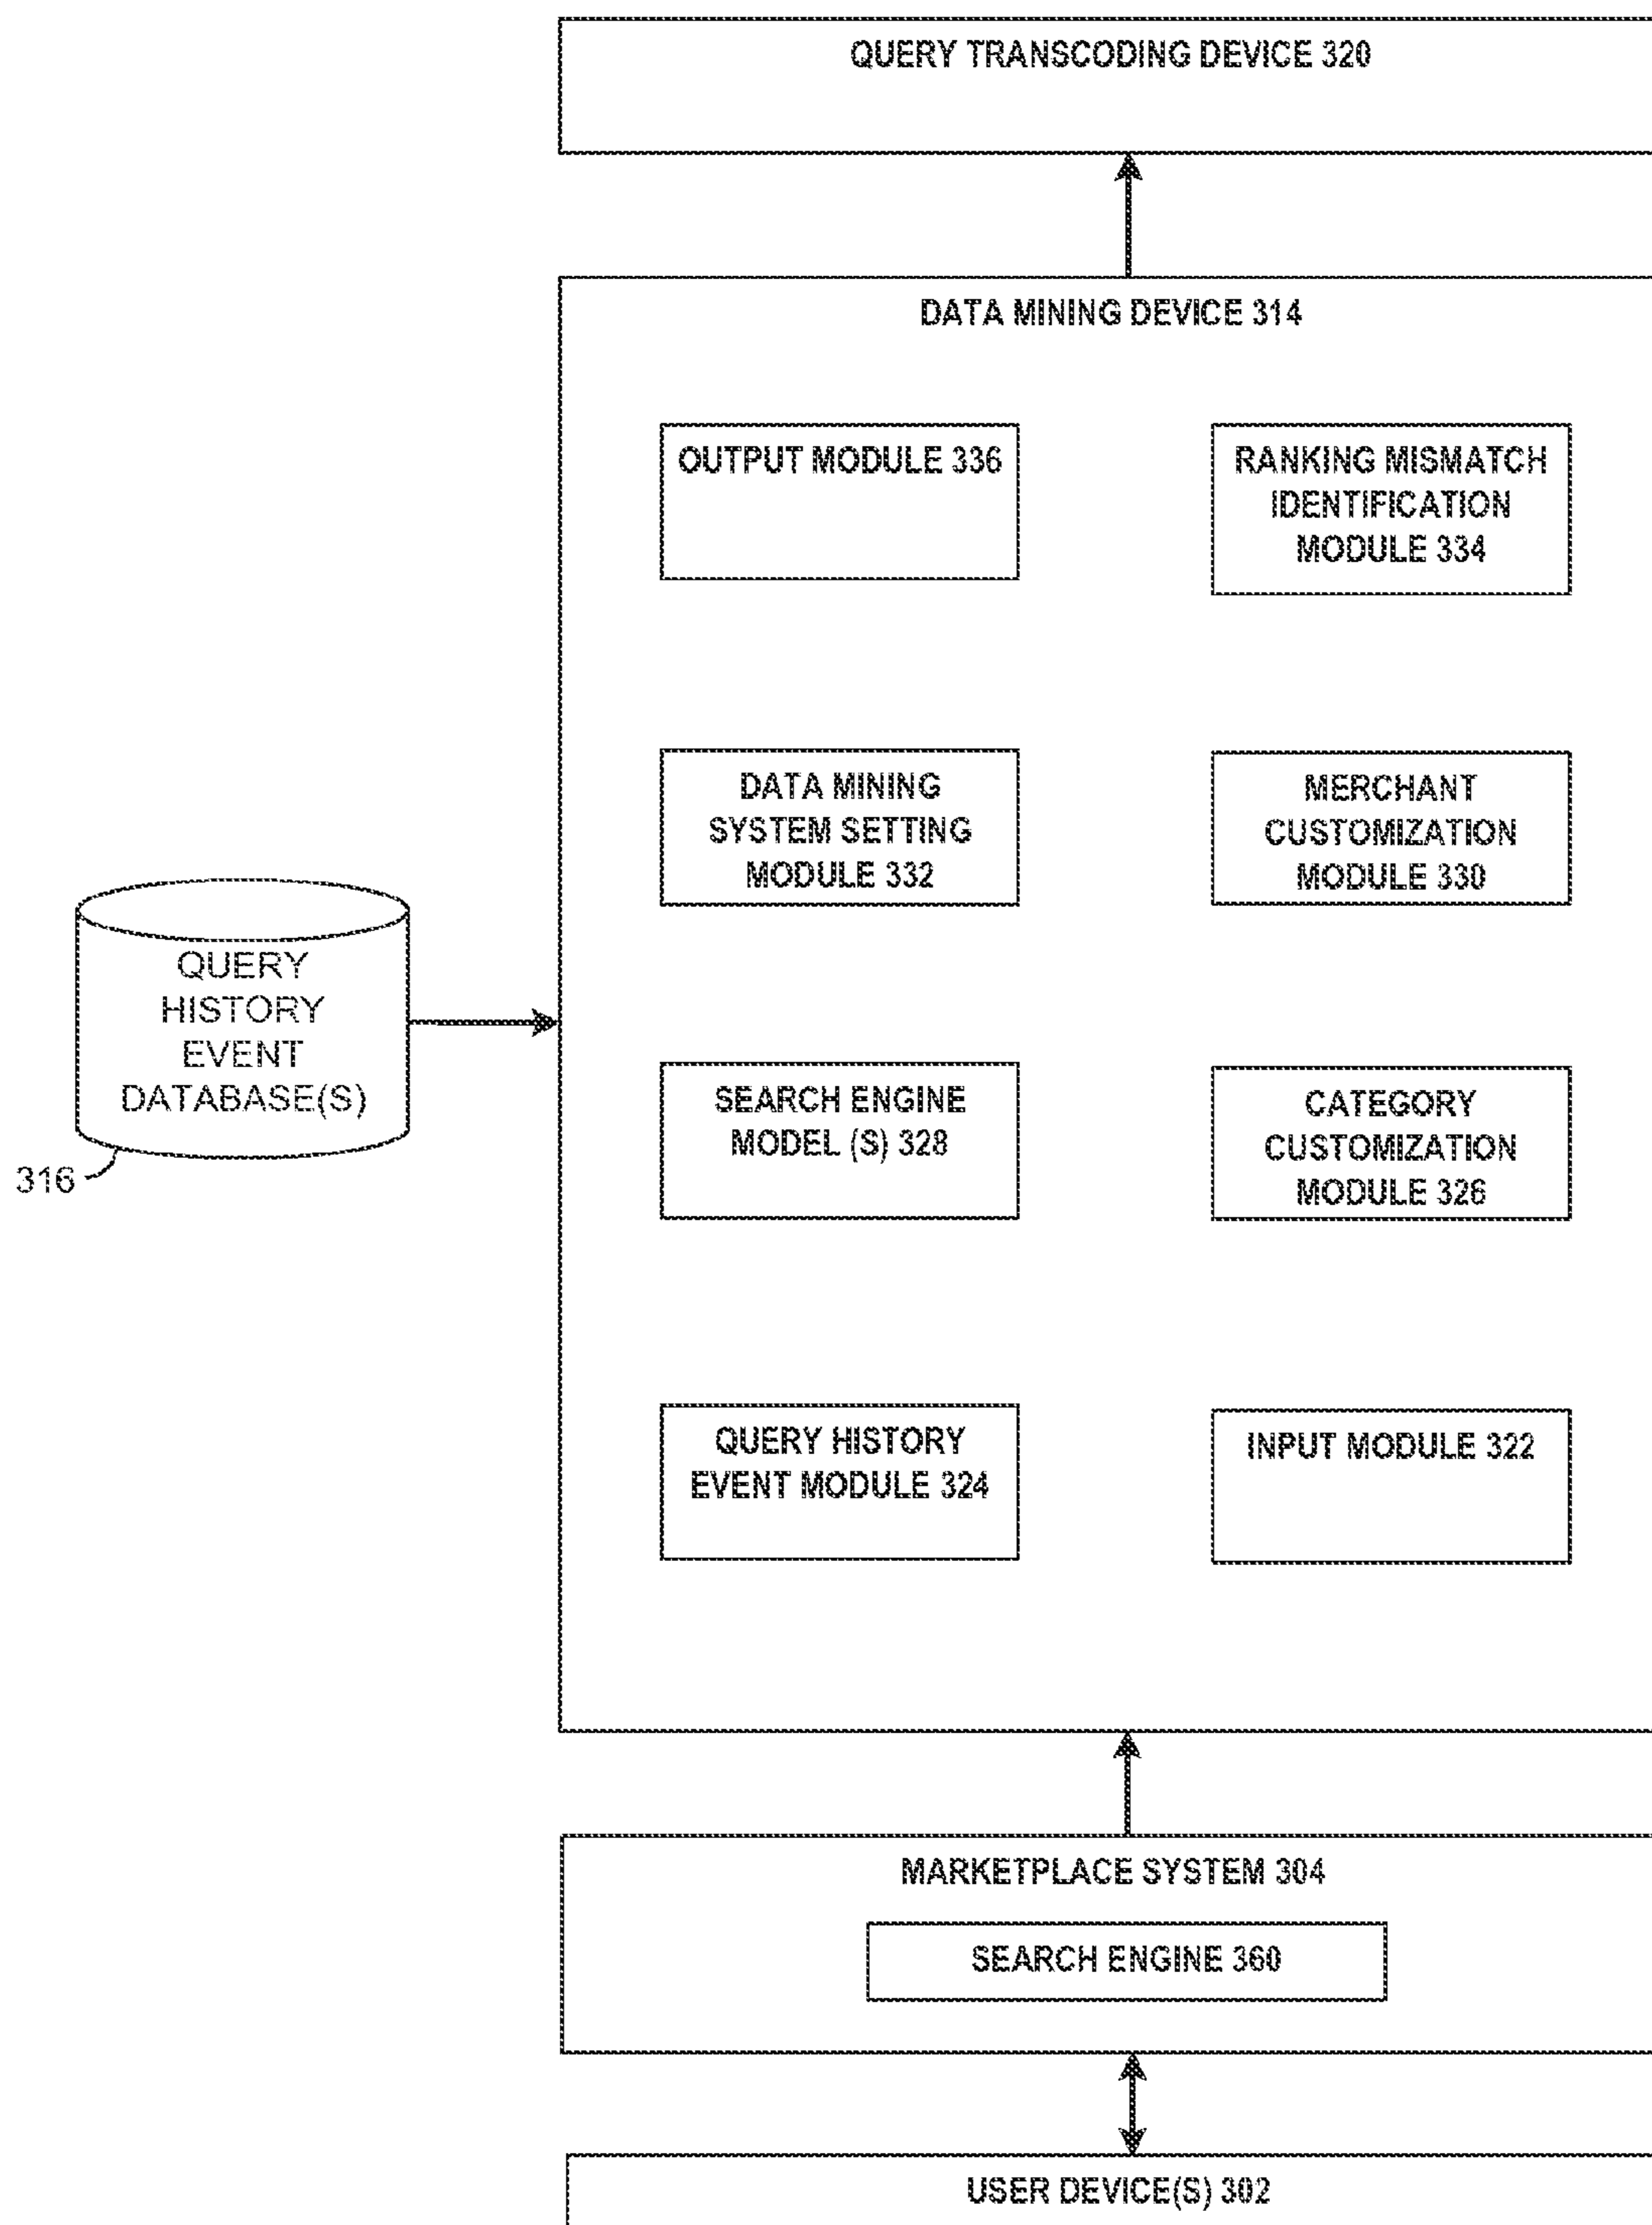 QUERY TRANSCODING DEVICE 320
DATA MINING DEVICE 314
OUTPUT MODULE 336
RANKING MISMATCH
IDENTIFICATION
MODULE 334
DATA MINING
SYSTEM SETTING
MODULE 332
MERCHANT
CUSTOMIZATION
MODULE 330
QUERY
HISTORY
EVENT
DATABASE(S)
316
SEARCH ENGINE
MODEL (S) 328
CATEGORY
CUSTOMIZATION
MODULE 326
QUERY HISTORY
EVENT MODULE 324
INPUT MODULE 322
MARKETPLACE SYSTEM 304
SEARCH ENGINE 360
USER DEVICE(S) 302